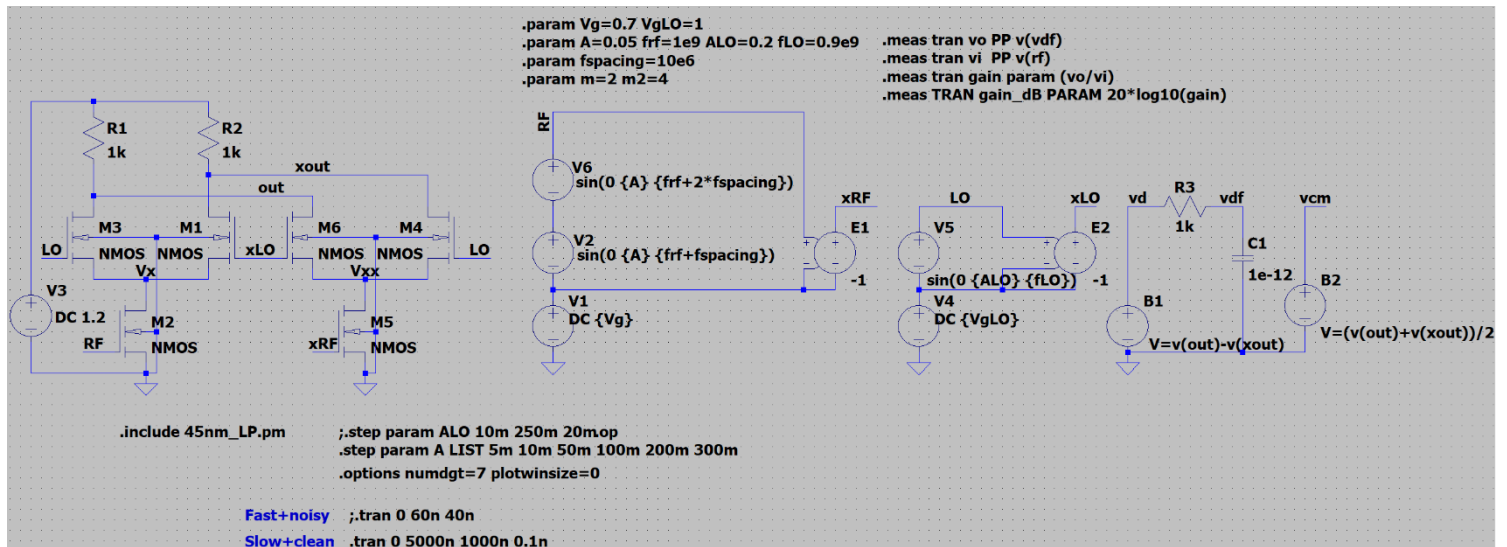 .param Vg=0.7 VgLO=1
.param A=0.05 frf=1e9 ALO=0.2 fLO=0.9e9
.param fspacing=10e6
.param m=2 m2=4
.meas tran vo PP v(vdf)
.meas tran vi PP v(rf)
.meas tran gain param (vo/vi)
.meas TRAN gain_dB PARAM 20*log10(gain)
R1
1k
R2
1k
xout
out
M3
M1
M6
M4
LO
NMOS
NMOS
xLO
NMOS
NMOS
LO
Vx
Vxx
V3
DC 1.2
M2
RF
NMOS
M5
xRF
NMOS
RF
V6
sin(0 {A} {frf+2*fspacing})
V2
sin(0 {A} {frf+fspacing})
V1
DC {Vg}
xRF
E1
-1
LO
xLO
V5
E2
sin(0 {ALO} {fLO})
-1
V4
DC {VgLO}
vd
R3
1k
vdf
vcm
C1
1e-12
B1
V=v(out)-v(xout)
B2
V=(v(out)+v(xout))/2
.include 45nm_LP.pm
;.step param ALO 10m 250m 20m.op
.step param A LIST 5m 10m 50m 100m 200m 300m
.options numdgt=7 plotwinsize=0
Fast+noisy ;.tran 0 60n 40n
Slow+clean .tran 0 5000n 1000n 0.1n